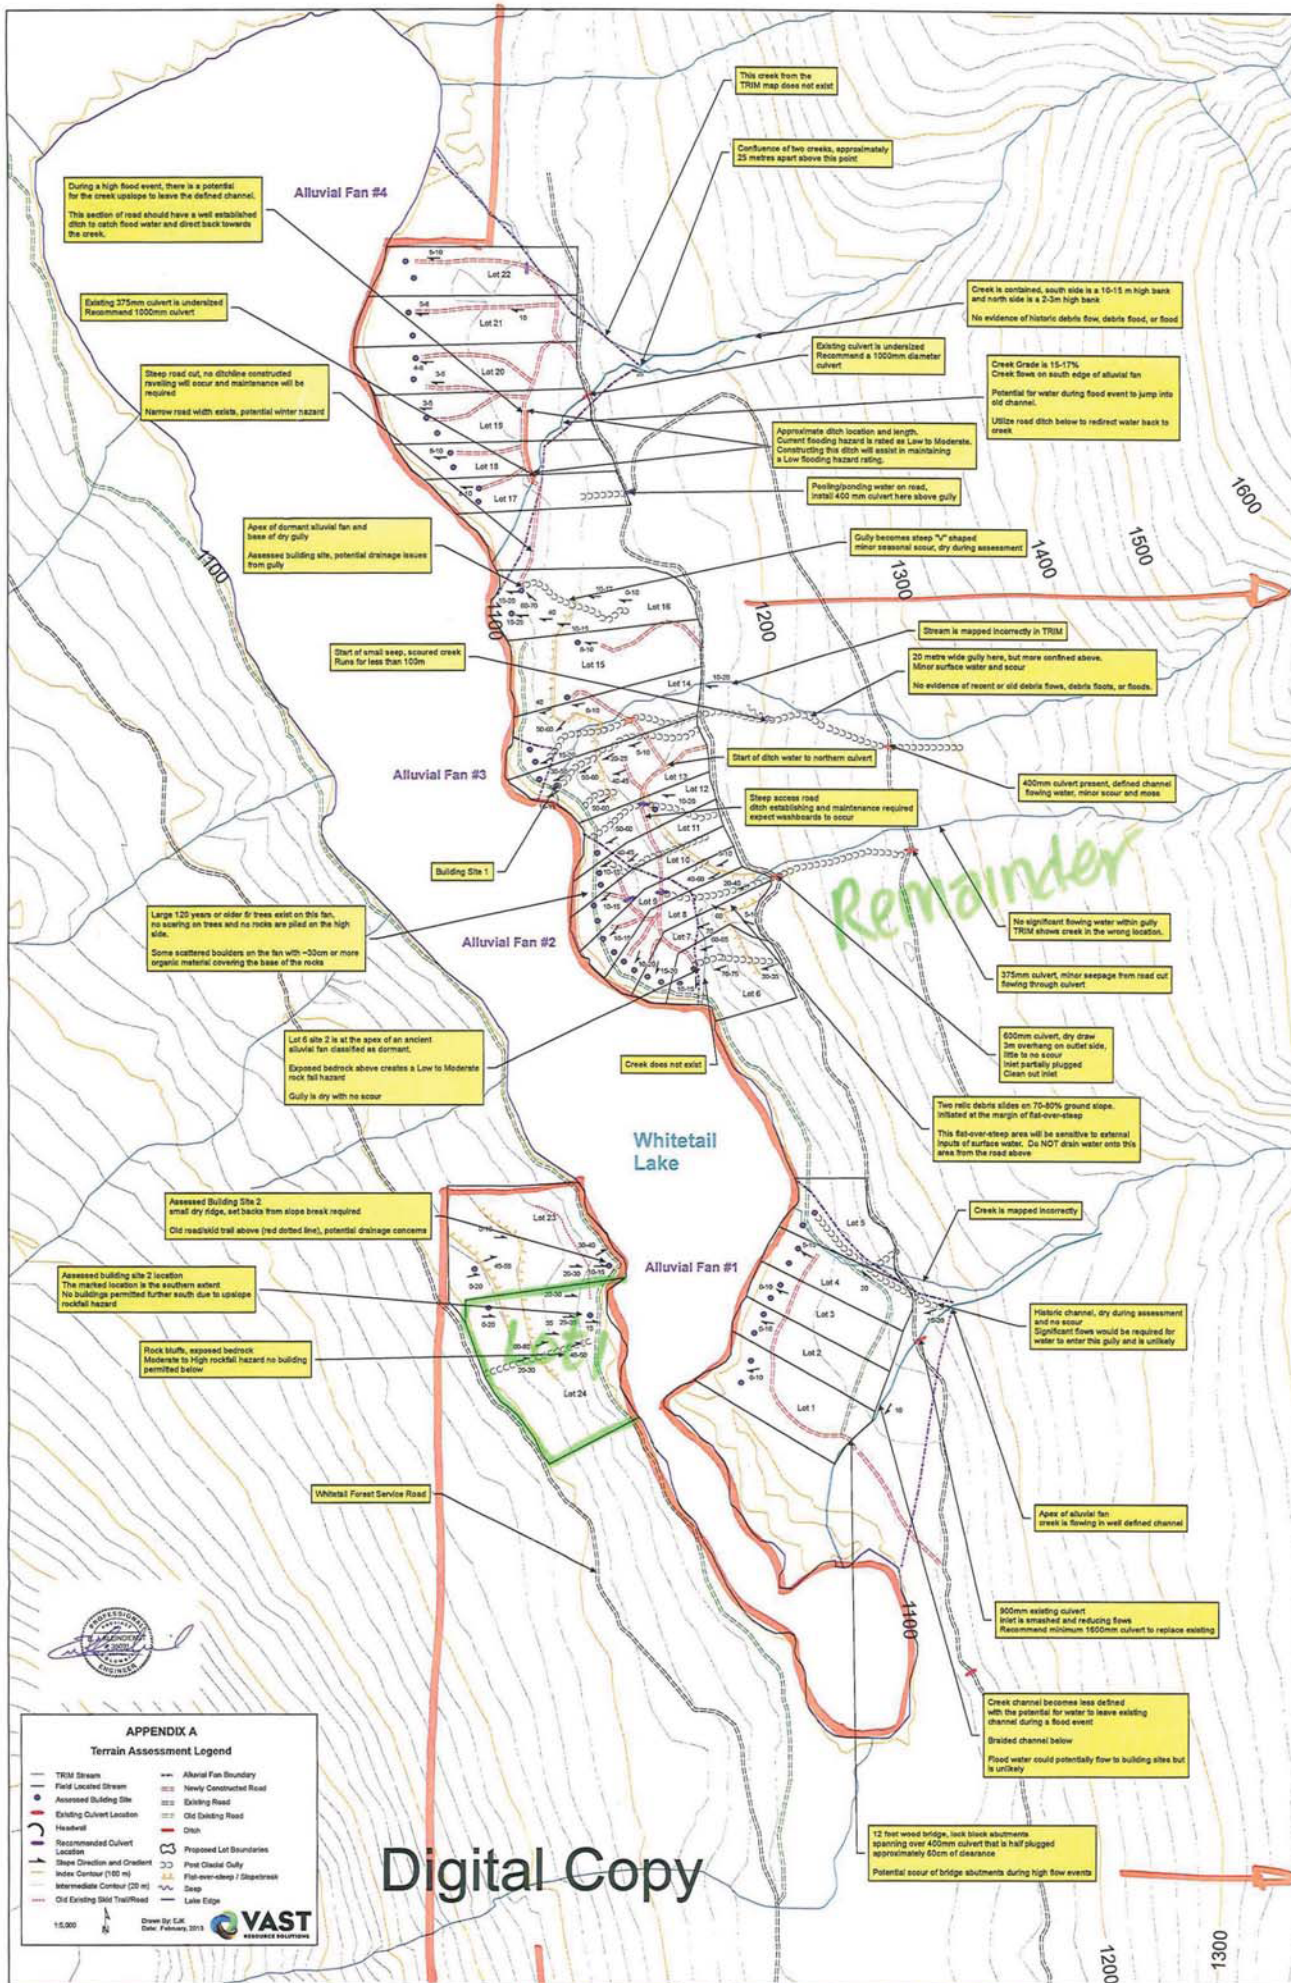 This creek from the
TRIM map does not exist
Confluence of two creeks, approximately
25 metres apart above this point
During a high flood event, there is a potential
for the creek upslope to leave the defined channel.
This section of road should have a well established
ditch to catch flood water and direct back towards
the creek.
Alluvial Fan #4
Lot 22
Creek is contained, south side is a 10-15 m high bank
and north side is a 2-3m high bank
No evidence of historic debris flow, debris flood, or flood
Existing 375mm culvert is undersized
Recommend 1000mm culvert
Lot 21
Existing culvert is undersized
Recommend a 1000mm diameter
culvert
Creek Grade is 15-17%
Creek flows on south edge of alluvial fan
Potential for water during flood event to jump into
old channel.
Utilize road ditch below to redirect water back to
creek
Steep road cut, no ditchline constructed
raveling will occur and maintenance will be
required
Narrow road width exists, potential winter hazard
Lot 20
Lot 19
Approximate ditch location and length.
Current flooding hazard is rated as Low to Moderate.
Constructing this ditch will assist in maintaining
a Low flooding hazard rating.
Lot 18
Lot 17
Pooling/ponding water on road,
install 400 mm culvert here above gully
1600
1500
1400
1300
1200
1100
1100
Apex of dormant alluvial fan and
base of dry gully
Assessed building site, potential drainage issues
from gully
Gully becomes steep "V" shaped
minor seasonal scour, dry during assessment
Lot 16
Stream is mapped incorrectly in TRIM
Start of small seep, scoured creek
Runs for less than 100m
Lot 15
20 metre wide gully here, but more confined above.
Minor surface water and scour
No evidence of recent or old debris flows, debris floods, or floods.
Lot 14
Alluvial Fan #3
Start of ditch water to northern culvert
Lot 13
Lot 12
400mm culvert present, defined channel
flowing water, minor scour and moss
Steep access road
ditch establishing and maintenance required
expect washboards to occur
Lot 11
Building Site 1
Lot 10
Remainder
Lot 9
Lot 8
Lot 7
Large 120 years or older fir trees exist on this fan,
no scaring on trees and no rocks are piled on the high
side.
Some scattered boulders on the fan with ~30cm or more
organic material covering the base of the rocks
Alluvial Fan #2
No significant flowing water within gully
TRIM shows creek in the wrong location.
375mm culvert, minor seepage from road cut
flowing through culvert
Lot 6
Lot 6 site 2 is at the apex of an ancient
alluvial fan classified as dormant.
Exposed bedrock above creates a Low to Moderate
rock fall hazard
Gully is dry with no scour
Creek does not exist
600mm culvert, dry draw
3m overhang on outlet side,
little to no scour
Inlet partially plugged
Clean out inlet
Two relic debris slides on 70-80% ground slope.
Initiated at the margin of flat-over-steep
This flat-over-steep area will be sensitive to external
inputs of surface water. Do NOT drain water onto this
area from the road above
Whitetail
Lake
Assessed Building Site 2
small dry ridge, set backs from slope break required
Old road/skid trail above (red dotted line), potential drainage concerns
Lot 23
Lot 5
Creek is mapped incorrectly
Alluvial Fan #1
Assessed building site 2 location
The marked location is the southern extent
No buildings permitted further south due to upslope
rockfall hazard
Lot 4
Lot 3
Lot 2
Lot 1
Historic channel, dry during assessment
and no scour
Significant flows would be required for
water to enter this gully and is unlikely
Rock bluffs, exposed bedrock
Moderate to High rockfall hazard no building
permitted below
Lot 1
Lot 24
Whitetail Forest Service Road
Apex of alluvial fan
creek is flowing in well defined channel
900mm existing culvert
Inlet is smashed and reducing flows
Recommend minimum 1600mm culvert to replace existing
1100
Creek channel becomes less defined
with the potential for water to leave existing
channel during a flood event
Braided channel below
Flood water could potentially flow to building sites but
is unlikely
12 foot wood bridge, lock block abutments
spanning over 400mm culvert that is half plugged
approximately 60cm of clearance
Potential scour of bridge abutments during high flow events
PROFESSIONAL
ENGINEER
APPENDIX A
Terrain Assessment Legend
TRIM Stream
Field Located Stream
Assessed Building Site
Existing Culvert Location
Headwall
Recommended Culvert
Location
Slope Direction and Gradient
Index Contour (100 m)
Intermediate Contour (20 m)
Old Existing Skid Trail/Road
Alluvial Fan Boundary
Newly Constructed Road
Existing Road
Old Existing Road
Ditch
Proposed Lot Boundaries
Post Glacial Gully
Flat-over-steep / Slopebreak
Seep
Lake Edge
1:5,000
N
Drawn By: EJK
Date: February, 2013
VAST
RESOURCE SOLUTIONS
Digital Copy
1200
1300